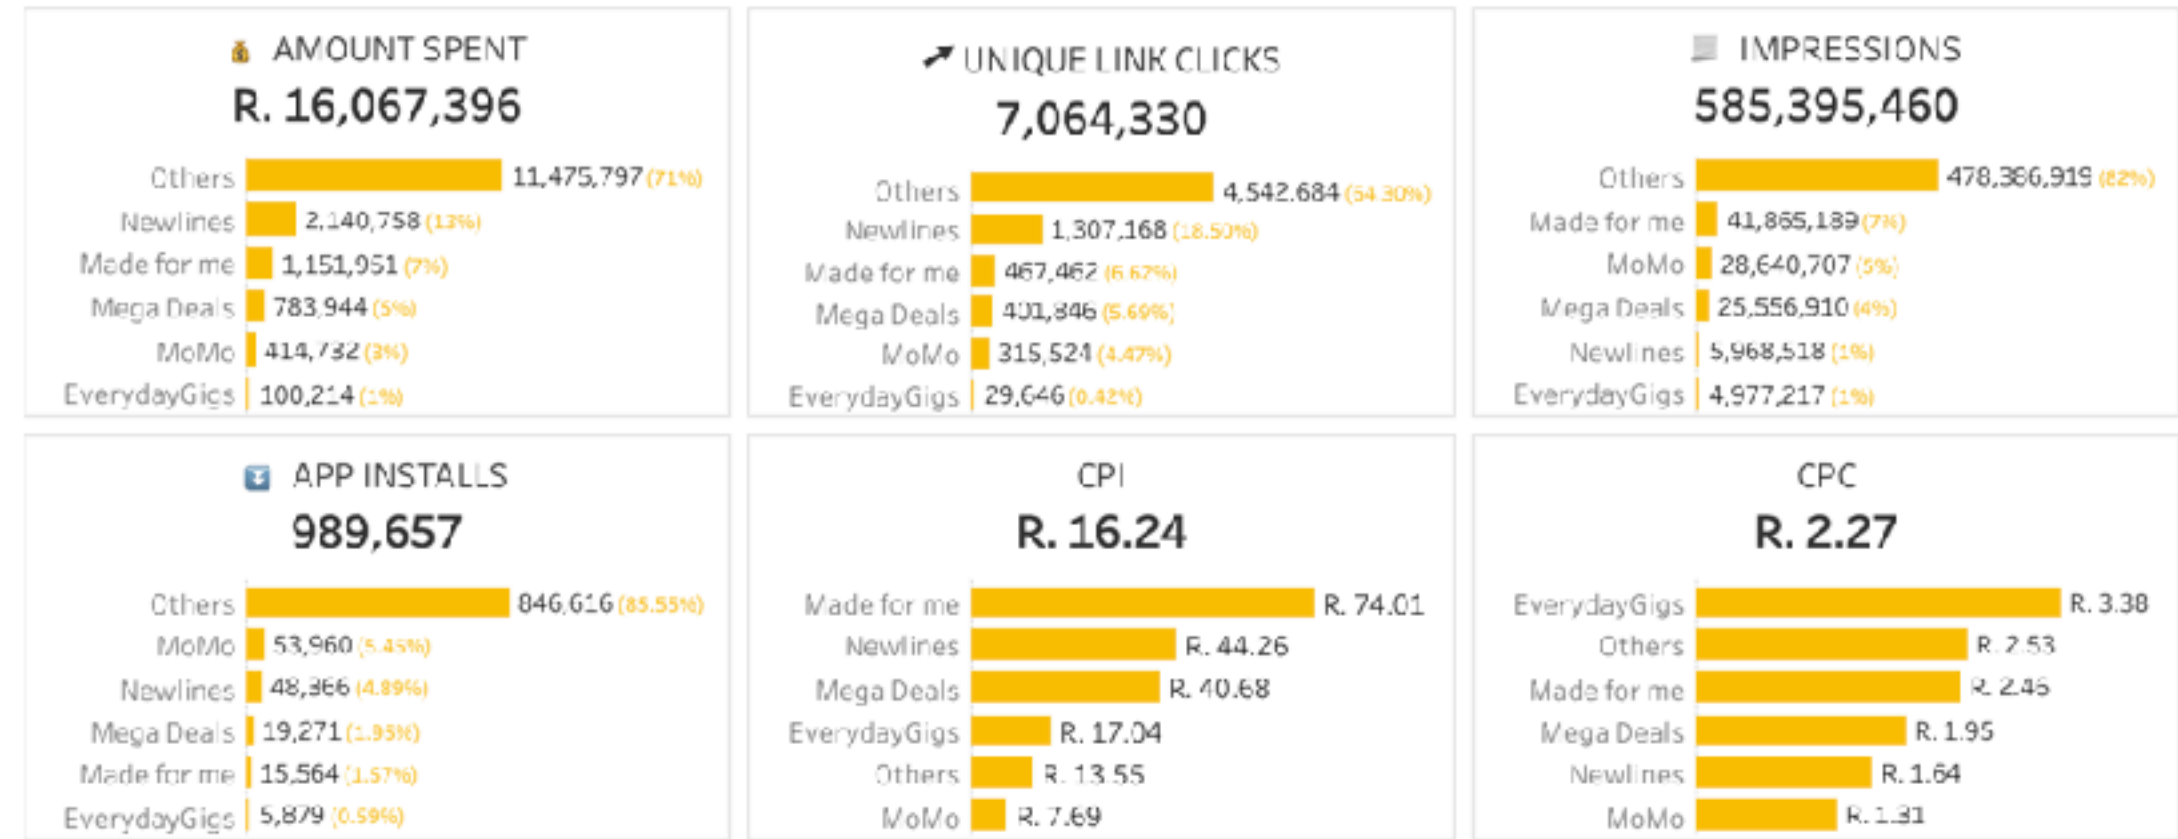 AMOUNT SPENT
R. 16,067,396
Others 11,475,797 (71%)
Newlines 2,140,758 (13%)
Made for me 1,151,951 (7%)
Mega Deals 783,944 (5%)
MoMo 414,732 (3%)
EverydayGigs 100,214 (1%)
UNIQUE LINK CLICKS
7,064,330
Others 4,542,684 (64.30%)
Newlines 1,307,168 (18.50%)
Made for me 467,462 (6.62%)
Mega Deals 401,846 (5.69%)
MoMo 315,524 (4.47%)
EverydayGigs 29,646 (0.42%)
IMPRESSIONS
585,395,460
Others 478,386,919 (82%)
Made for me 41,865,189 (7%)
MoMo 28,640,707 (5%)
Mega Deals 25,556,910 (4%)
Newlines 5,968,518 (1%)
EverydayGigs 4,977,217 (1%)
APP INSTALLS
989,657
Others 846,616 (85.55%)
MoMo 53,960 (5.45%)
Newlines 48,366 (4.89%)
Mega Deals 19,271 (1.95%)
Made for me 15,564 (1.57%)
EverydayGigs 5,879 (0.59%)
CPI
R. 16.24
Made for me R. 74.01
Newlines R. 44.26
Mega Deals R. 40.68
EverydayGigs R. 17.04
Others R. 13.55
MoMo R. 7.69
CPC
R. 2.27
EverydayGigs R. 3.38
Others R. 2.53
Made for me R. 2.46
Mega Deals R. 1.95
Newlines R. 1.64
MoMo R. 1.31